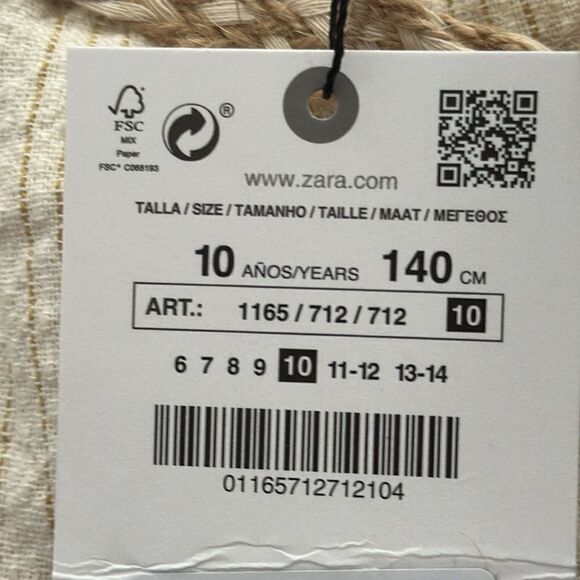 FSC
MIX
Paper
FSC® C068193
®
www.zara.com
TALLA / SIZE / TAMANHO / TAILLE / MAAT / ΜΕΓΕΘΟΣ
10 AÑOS/YEARS 140 CM
ART.: 1165 / 712 / 712 10
6 7 8 9 10 11-12 13-14
01165712712104